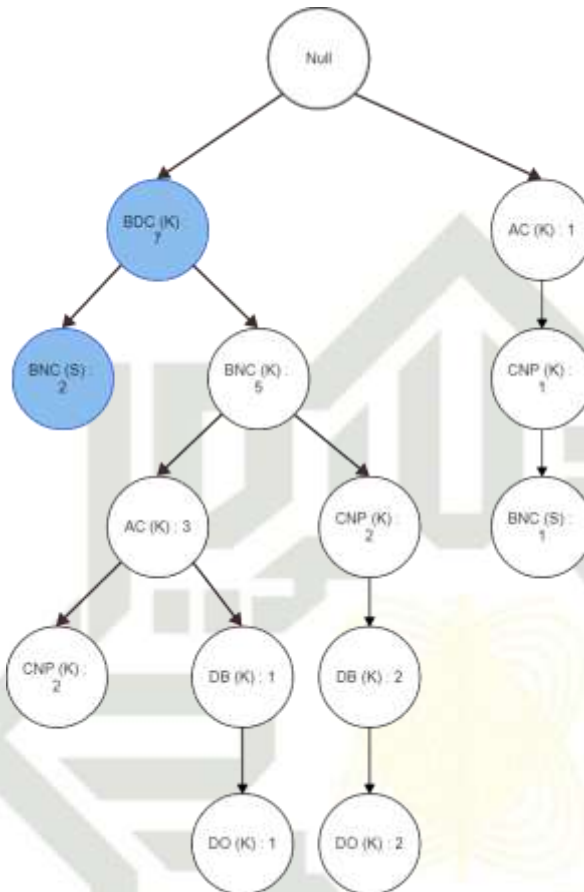 Null
BDC (K) :
7
AC (K) : 1
BNC (S) :
2
BNC (K) :
5
CNP (K) :
1
AC (K) : 3
CNP (K) :
2
BNC (S) :
1
CNP (K) :
2
DB (K) : 1
DB (K) : 2
DO (K) : 1
DO (K) : 2